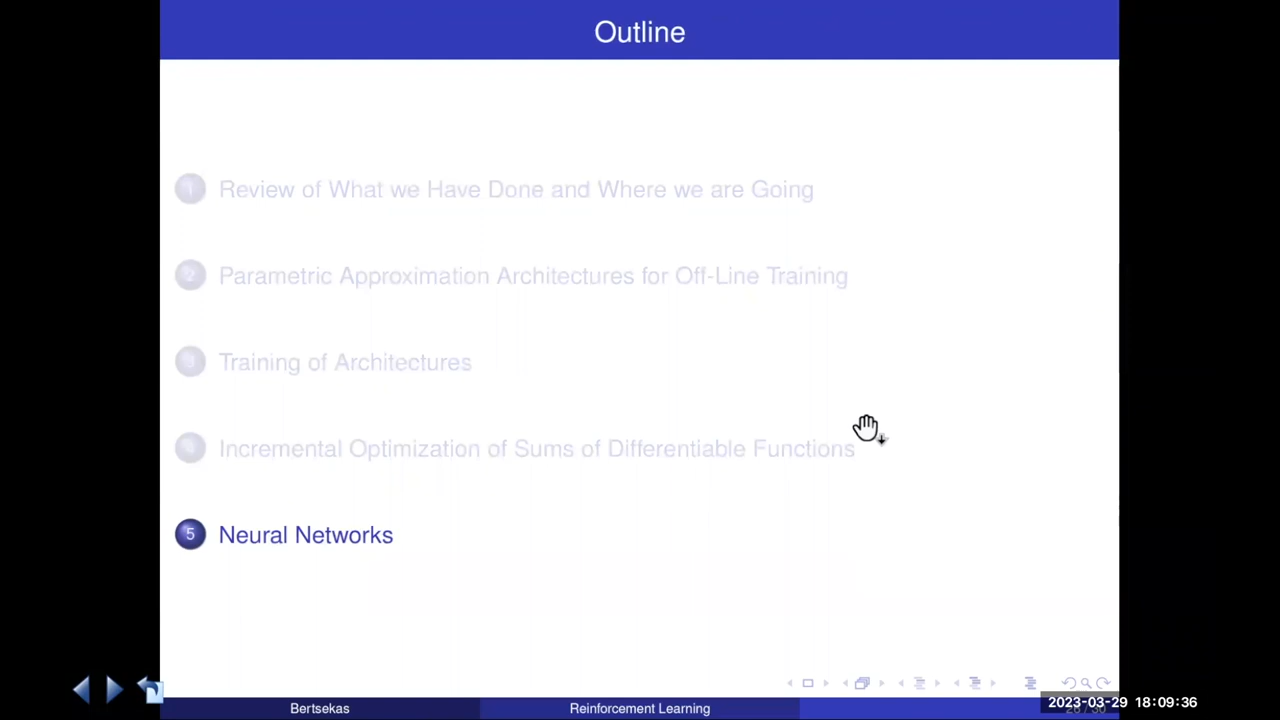 Outline
1 Review of What we Have Done and Where we are Going
2 Parametric Approximation Architectures for Off-Line Training
3 Training of Architectures
4 Incremental Optimization of Sums of Differentiable Functions
5 Neural Networks
Bertsekas
Reinforcement Learning
2023-03-29 18:09:36